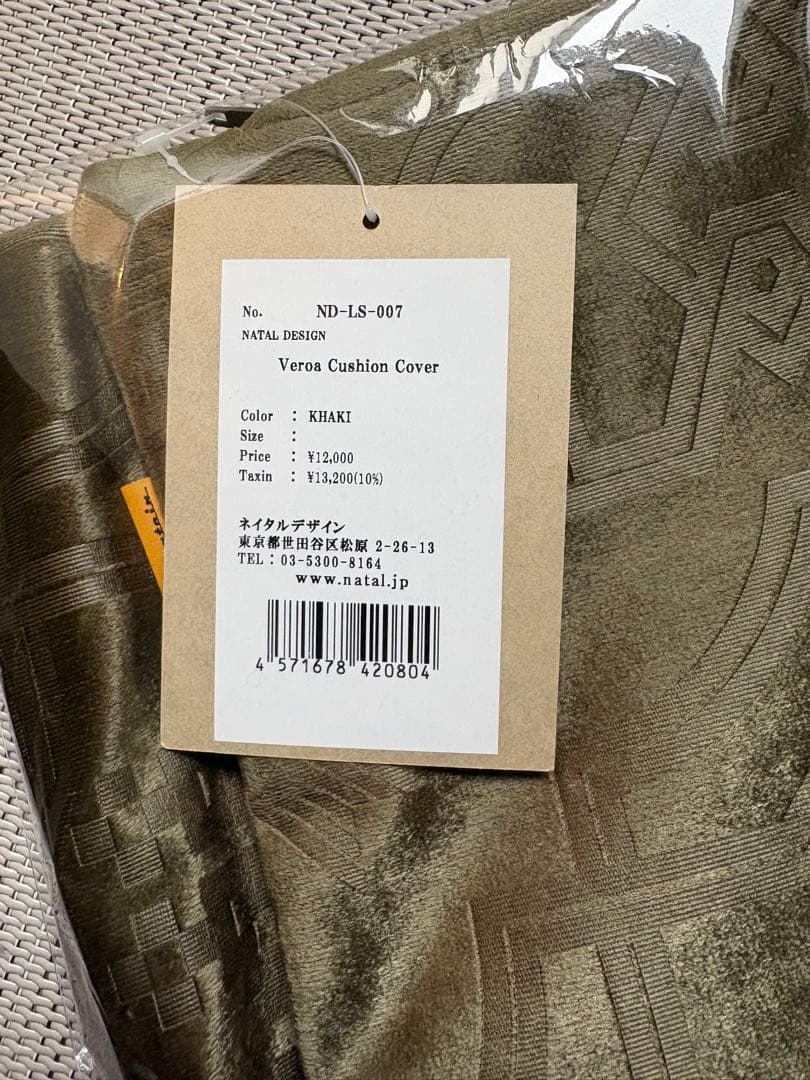 No. ND-LS-007
NATAL DESIGN
Veroa Cushion Cover
Color : KHAKI
Size :
Price : ¥12,000
Taxin : ¥13,200(10%)
ネイタルデザイン
東京都世田谷区松原 2-26-13
TEL：03-5300-8164
www.natal.jp
4 571678 420804